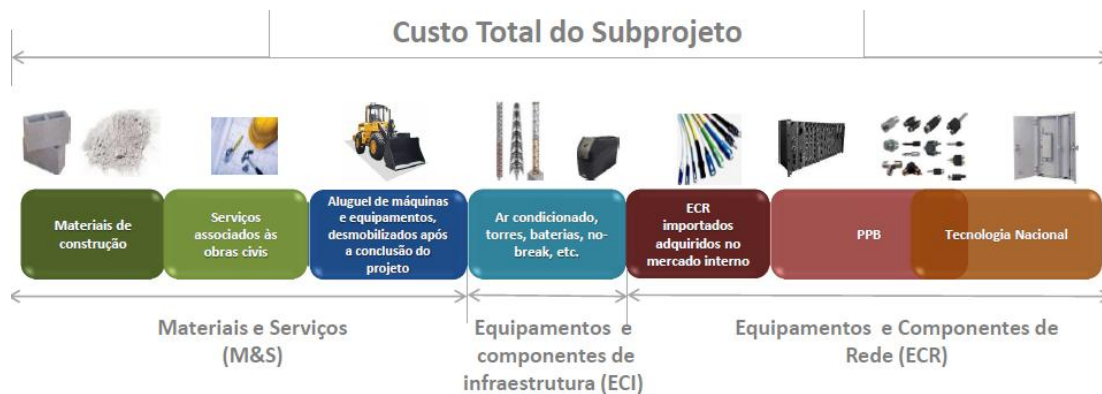 Custo Total do Subprojeto
Materiais de
construção
Serviços
associados às
obras civis
Aluguel de máquinas
e equipamentos,
desmobilizados após
a conclusão do
projeto
Ar condicionado,
torres, baterias, no-
break, etc.
ECR
importados
adquiridos no
mercado interno
PPB
Tecnologia Nacional
Materiais e Serviços
(M&S)
Equipamentos e
componentes de
infraestrutura (ECI)
Equipamentos e Componentes de
Rede (ECR)